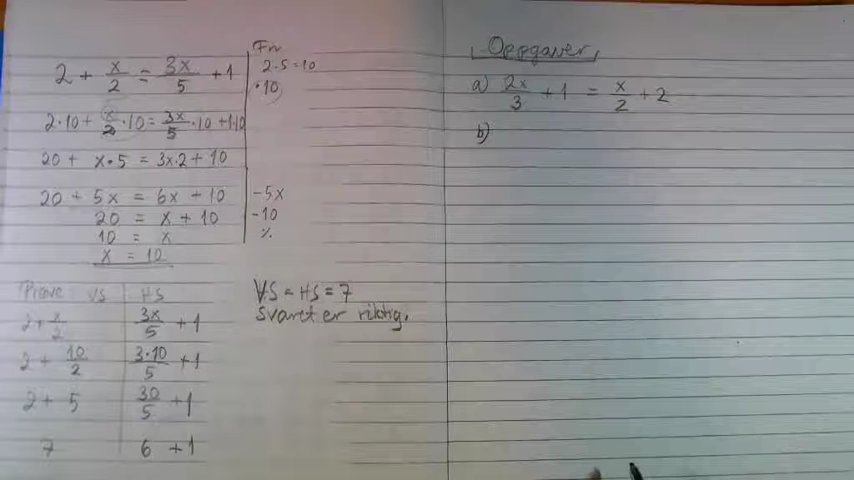 2 + x/2 = 3x/5 + 1
Fn
2·5=10
·10
2·10 + x/2 ·10 = 3x/5 ·10 + 1·10
20 + x·5 = 3x·2 + 10
20 + 5x = 6x + 10 -5x
20 = x + 10 -10
10 = x ·/.
x = 10
Prøve VS HS
2 + x/2 3x/5 + 1
2 + 10/2 3·10/5 + 1
2 + 5 30/5 + 1
7 6 + 1
VS = HS = 7
Svaret er riktig.
Oppgaver
a) 2x/3 + 1 = x/2 + 2
b)